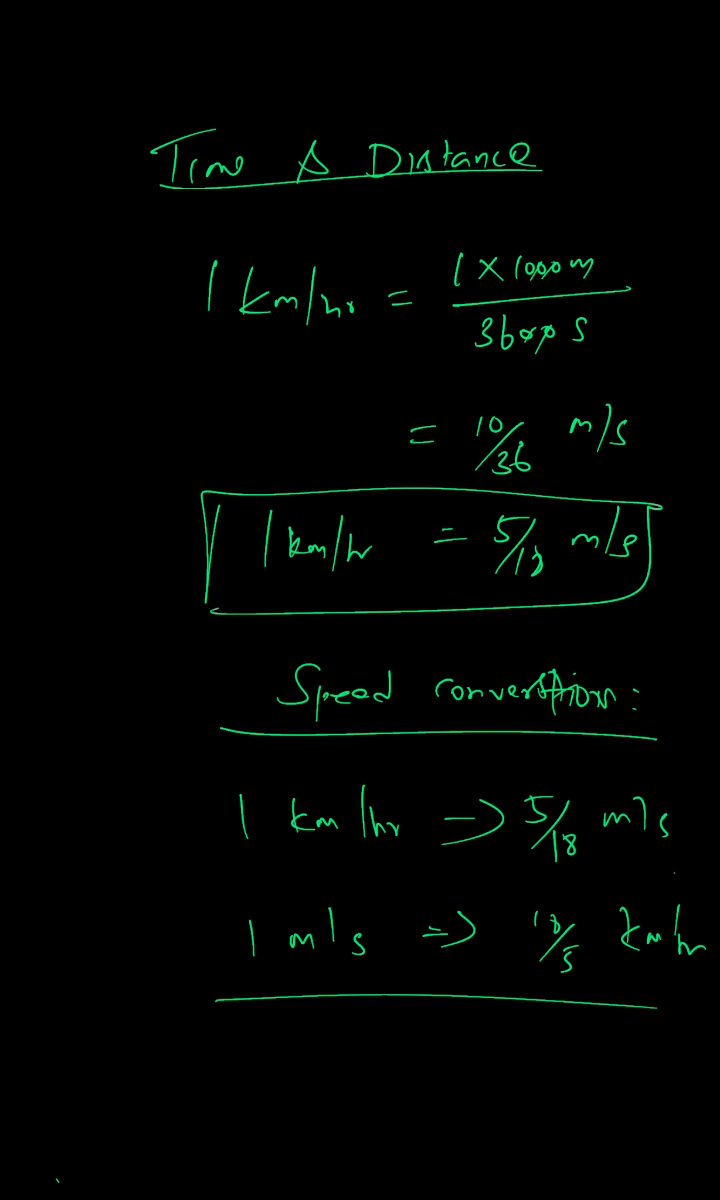 Time & Distance
1 km/hr = 1 × 1000 m / 3600 s
= 10/36 m/s
1 km/hr = 5/18 m/s
Speed conversion:
1 km/hr → 5/18 m/s
1 m/s => 18/5 km/hr